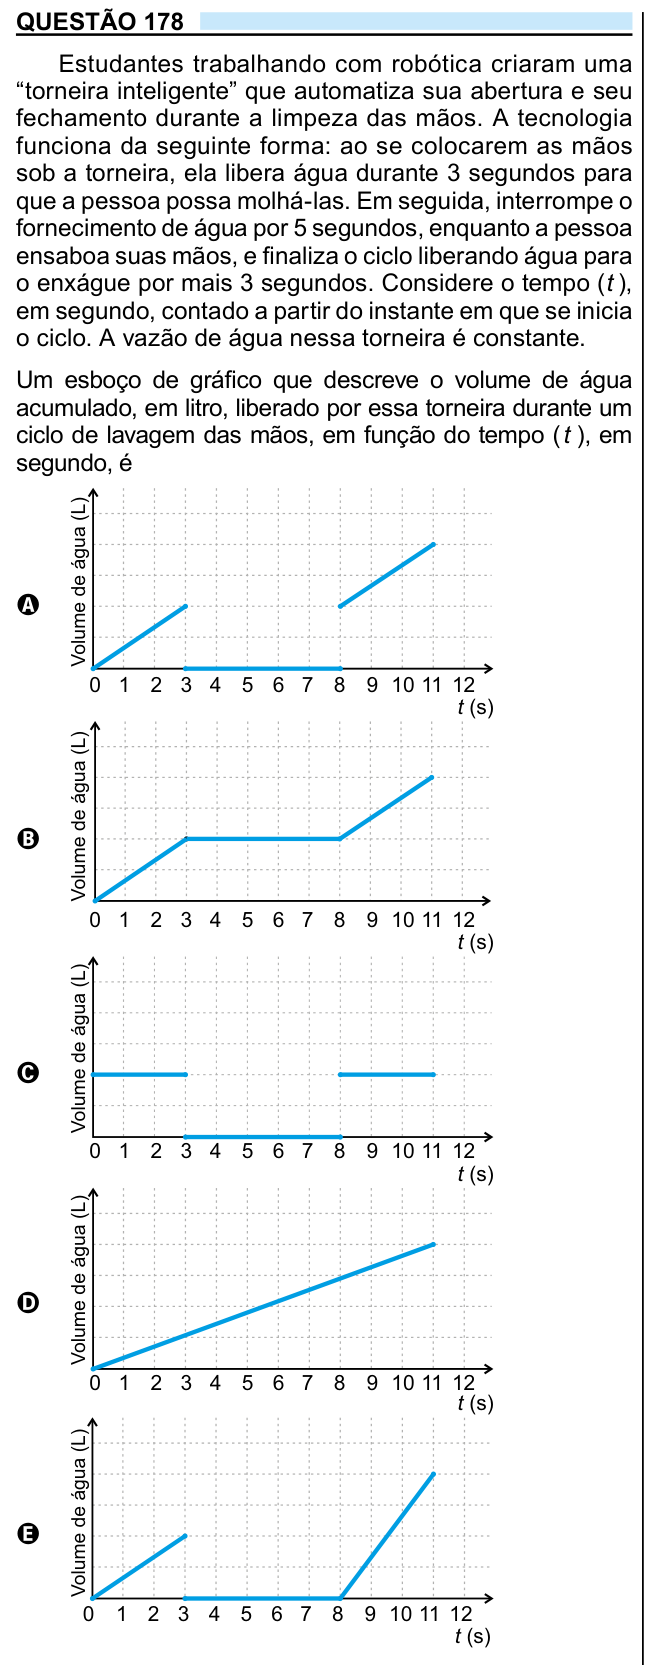 QUESTÃO 178
Estudantes trabalhando com robótica criaram uma
“torneira inteligente” que automatiza sua abertura e seu
fechamento durante a limpeza das mãos. A tecnologia
funciona da seguinte forma: ao se colocarem as mãos
sob a torneira, ela libera água durante 3 segundos para
que a pessoa possa molhá-las. Em seguida, interrompe o
fornecimento de água por 5 segundos, enquanto a pessoa
ensaboa suas mãos, e finaliza o ciclo liberando água para
o enxágue por mais 3 segundos. Considere o tempo (t),
em segundo, contado a partir do instante em que se inicia
o ciclo. A vazão de água nessa torneira é constante.
Um esboço de gráfico que descreve o volume de água
acumulado, em litro, liberado por essa torneira durante um
ciclo de lavagem das mãos, em função do tempo (t), em
segundo, é
A
Volume de água (L)
0 1 2 3 4 5 6 7 8 9 10 11 12
t (s)
B
Volume de água (L)
0 1 2 3 4 5 6 7 8 9 10 11 12
t (s)
C
Volume de água (L)
0 1 2 3 4 5 6 7 8 9 10 11 12
t (s)
D
Volume de água (L)
0 1 2 3 4 5 6 7 8 9 10 11 12
t (s)
E
Volume de água (L)
0 1 2 3 4 5 6 7 8 9 10 11 12
t (s)